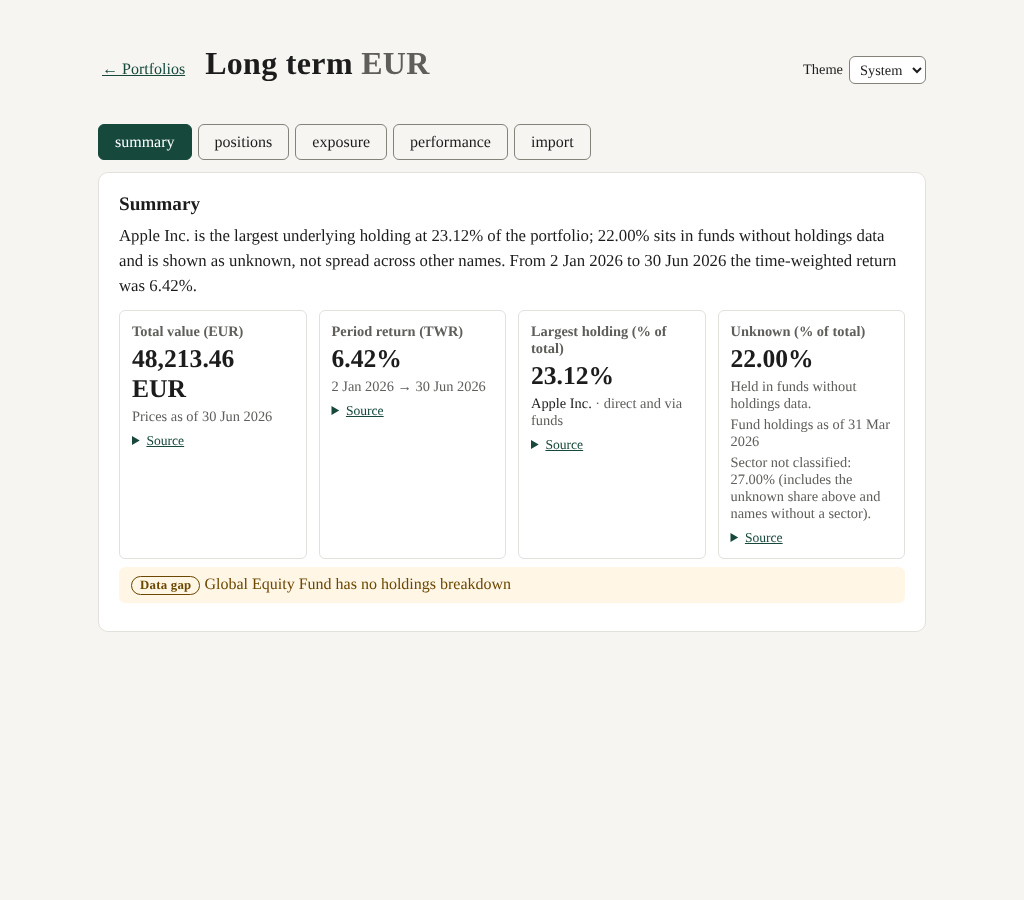 ← Portfolios Long term EUR Theme System
summary positions exposure performance import
Summary
Apple Inc. is the largest underlying holding at 23.12% of the portfolio; 22.00% sits in funds without holdings data
and is shown as unknown, not spread across other names. From 2 Jan 2026 to 30 Jun 2026 the time-weighted return
was 6.42%.
Total value (EUR)
48,213.46
EUR
Prices as of 30 Jun 2026
Source
Period return (TWR)
6.42%
2 Jan 2026 → 30 Jun 2026
Source
Largest holding (% of
total)
23.12%
Apple Inc. · direct and via
funds
Source
Unknown (% of total)
22.00%
Held in funds without
holdings data.
Fund holdings as of 31 Mar
2026
Sector not classified:
27.00% (includes the
unknown share above and
names without a sector).
Source
Data gap Global Equity Fund has no holdings breakdown